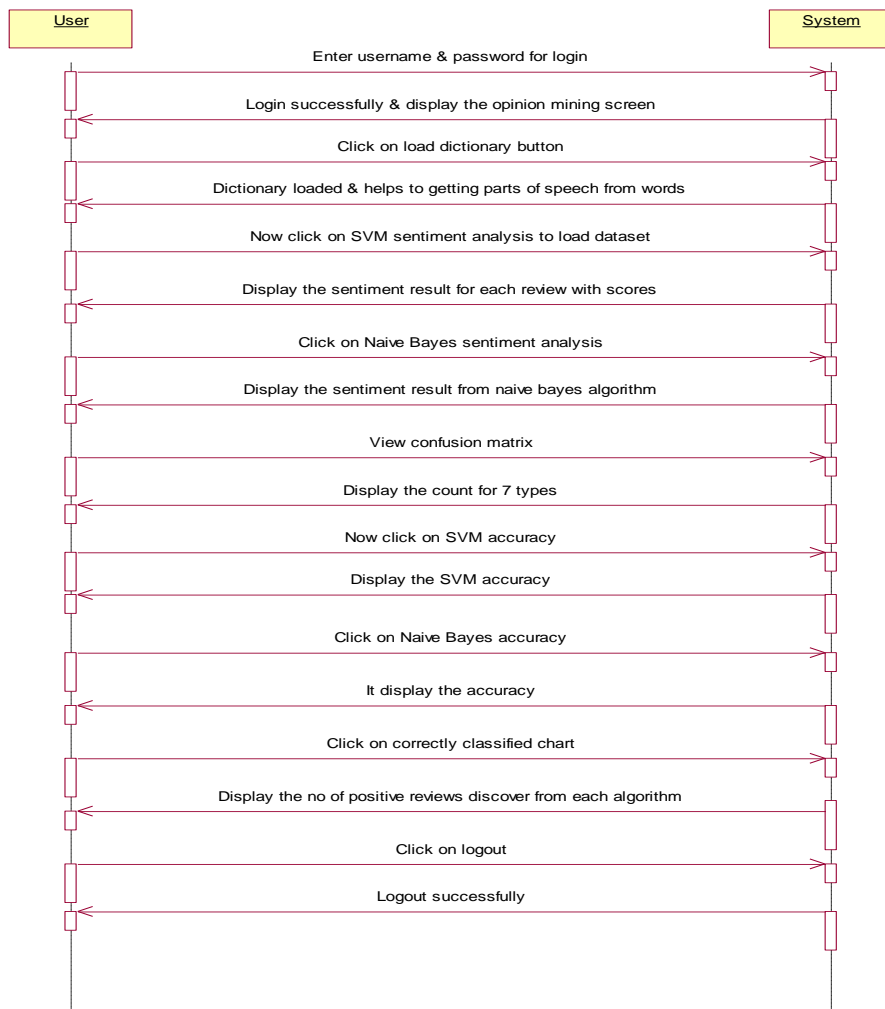 User
System
Enter username & password for login
Login successfully & display the opinion mining screen
Click on load dictionary button
Dictionary loaded & helps to getting parts of speech from words
Now click on SVM sentiment analysis to load dataset
Display the sentiment result for each review with scores
Click on Naive Bayes sentiment analysis
Display the sentiment result from naive bayes algorithm
View confusion matrix
Display the count for 7 types
Now click on SVM accuracy
Display the SVM accuracy
Click on Naive Bayes accuracy
It display the accuracy
Click on correctly classified chart
Display the no of positive reviews discover from each algorithm
Click on logout
Logout successfully